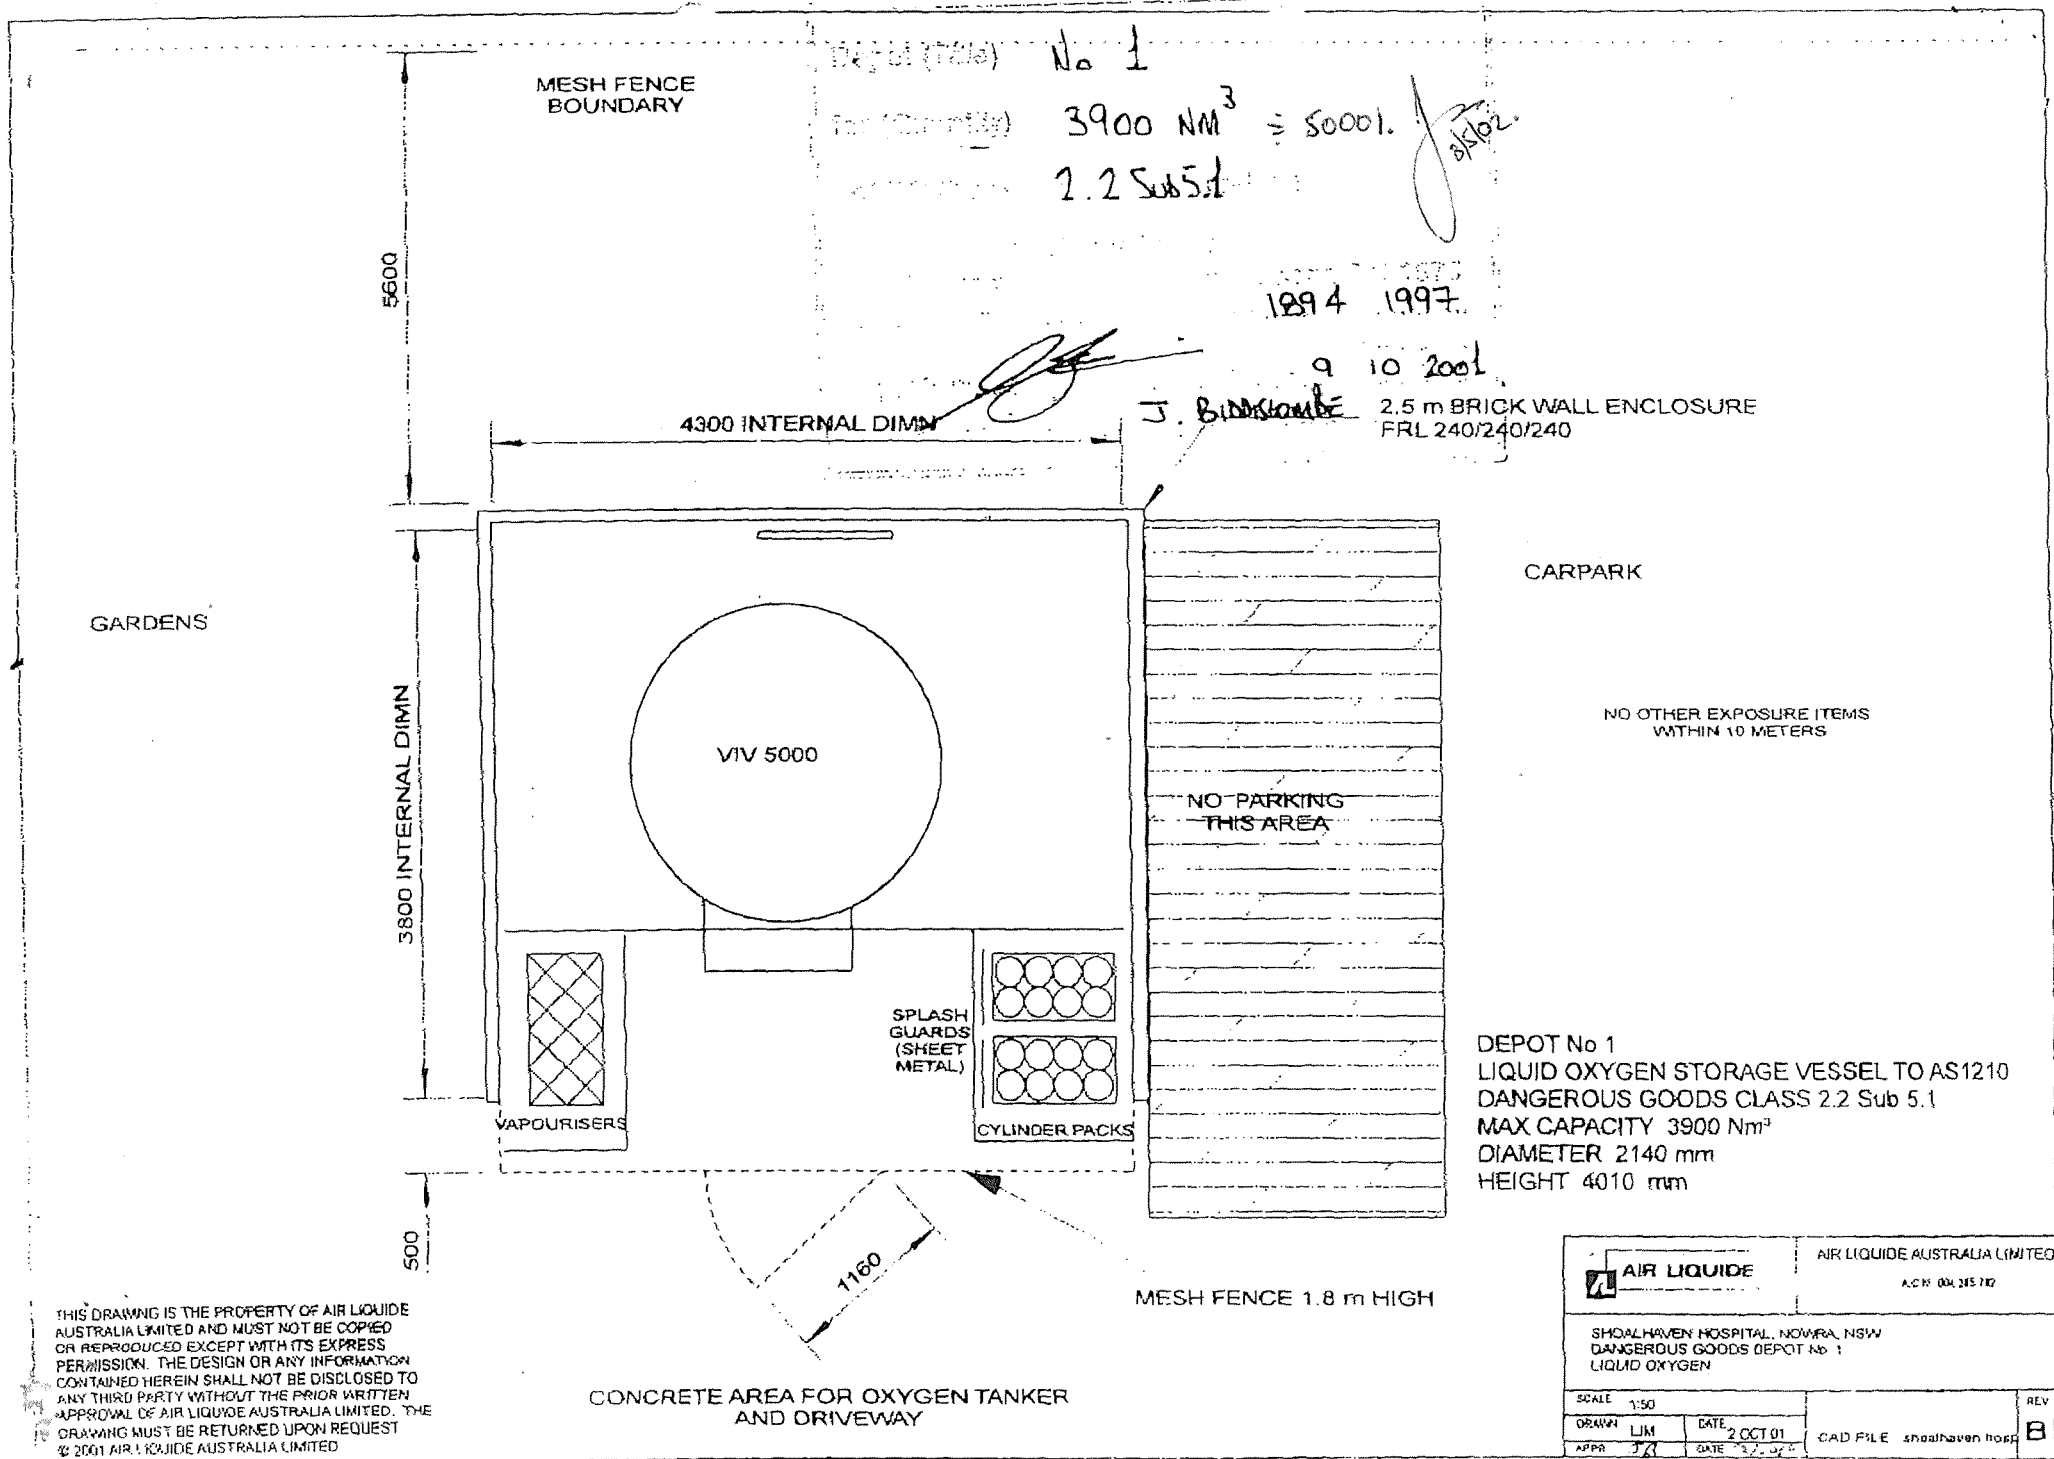 Depot (Title) No 1
for (Quantity) 3900 NM³ ≑ 5000l.
8/5/02.
2.2 Sub 5.1
1894 1997.
9 10 2001
MESH FENCE
BOUNDARY
5600
4300 INTERNAL DIMN
2.5 m BRICK WALL ENCLOSURE
FRL 240/240/240
GARDENS
CARPARK
3800 INTERNAL DIMN
VIV 5000
NO OTHER EXPOSURE ITEMS
WITHIN 10 METERS
NO PARKING
THIS AREA
SPLASH
GUARDS
(SHEET
METAL)
VAPOURISERS
CYLINDER PACKS
DEPOT No 1
LIQUID OXYGEN STORAGE VESSEL TO AS1210
DANGEROUS GOODS CLASS 2.2 Sub 5.1
MAX CAPACITY 3900 Nm³
DIAMETER 2140 mm
HEIGHT 4010 mm
500
1160
MESH FENCE 1.8 m HIGH
CONCRETE AREA FOR OXYGEN TANKER
AND DRIVEWAY
THIS DRAWING IS THE PROPERTY OF AIR LIQUIDE
AUSTRALIA LIMITED AND MUST NOT BE COPIED
OR REPRODUCED EXCEPT WITH ITS EXPRESS
PERMISSION. THE DESIGN OR ANY INFORMATION
CONTAINED HEREIN SHALL NOT BE DISCLOSED TO
ANY THIRD PARTY WITHOUT THE PRIOR WRITTEN
APPROVAL OF AIR LIQUIDE AUSTRALIA LIMITED. THE
DRAWING MUST BE RETURNED UPON REQUEST
© 2001 AIR LIQUIDE AUSTRALIA LIMITED
AIR LIQUIDE
AIR LIQUIDE AUSTRALIA LIMITED
A.C.N.
SHOALHAVEN HOSPITAL, NOWRA, NSW
DANGEROUS GOODS DEPOT No 1
LIQUID OXYGEN
SCALE 1:50
DRAWN LJM DATE 2 OCT 01
APPR JB DATE
CAD FILE shoalhaven hosp
REV
B